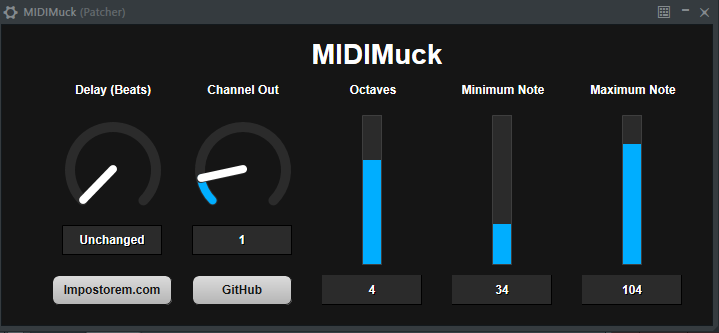 MIDIMuck (Patcher)
MIDIMuck
Delay (Beats) Channel Out Octaves Minimum Note Maximum Note
Unchanged 1
Impostorem.com GitHub 4 34 104